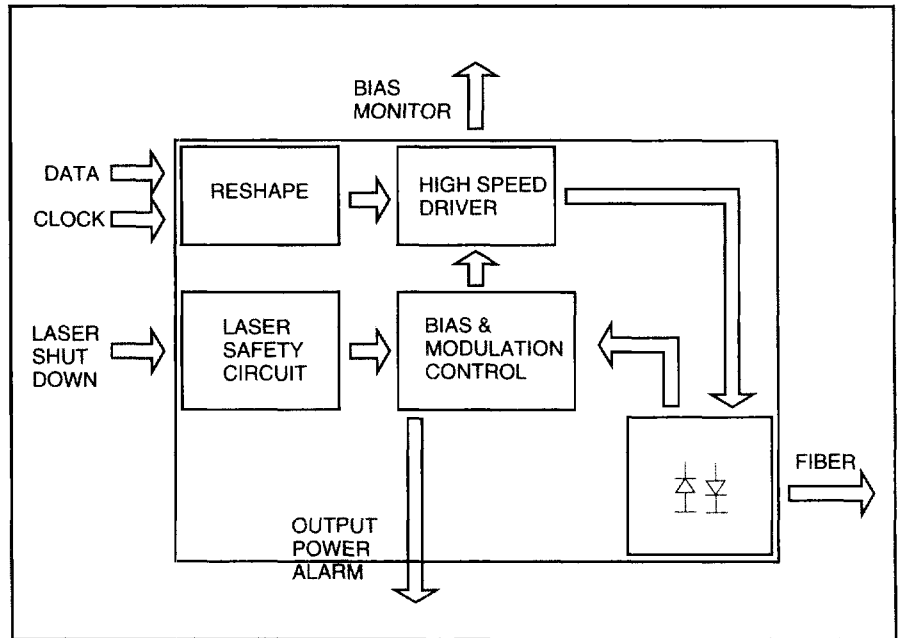 BIAS
MONITOR
DATA
CLOCK
RESHAPE
HIGH SPEED
DRIVER
LASER
SHUT
DOWN
LASER
SAFETY
CIRCUIT
BIAS &
MODULATION
CONTROL
FIBER
OUTPUT
POWER
ALARM